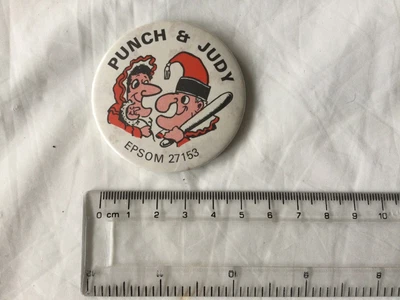 PUNCH & JUDY
EPSOM 27153
0 cm 1 2 3 4 5 6 7 8 9 10